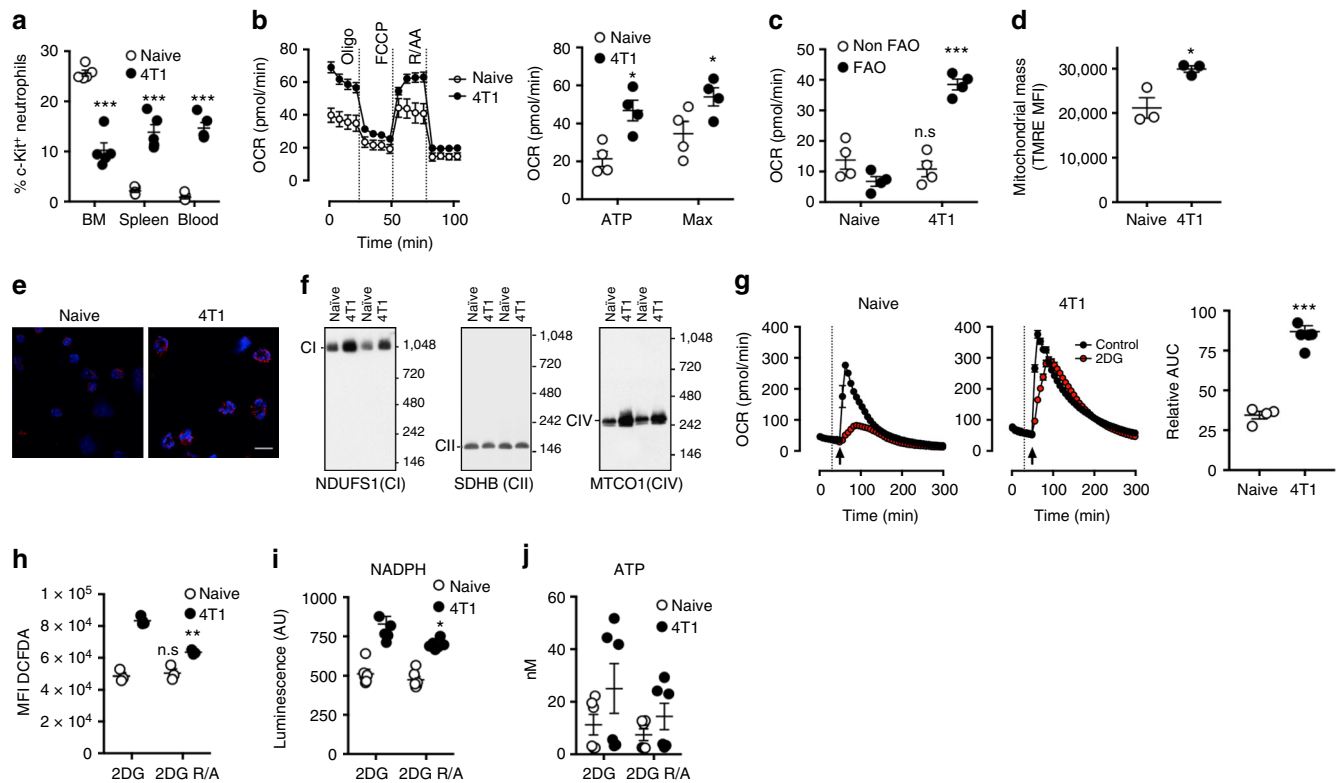 a
% c-Kit⁺ neutrophils
30
20
10
0
Naive
4T1
***
***
***
BM
Spleen
Blood
b
OCR (pmol/min)
80
60
40
20
0
Oligo
FCCP
R/AA
Naive
4T1
0
50
100
Time (min)
OCR (pmol/min)
80
60
40
20
0
Naive
4T1
*
*
ATP
Max
c
OCR (pmol/min)
50
40
30
20
10
0
Non FAO
FAO
***
n.s
Naive
4T1
d
Mitochondrial mass
(TMRE MFI)
30,000
20,000
10,000
0
*
Naive
4T1
e
Naive
4T1
f
Naïve
4T1
Naïve
4T1
CI
1,048
720
480
242
146
NDUFS1(CI)
Naïve
4T1
Naïve
4T1
CII
1,048
720
480
242
146
SDHB (CII)
Naïve
4T1
Naïve
4T1
CIV
1,048
720
480
242
146
MTCO1(CIV)
g
Naive
OCR (pmol/min)
400
300
200
100
0
0
100
300
Time (min)
4T1
400
300
200
100
0
Control
2DG
0
100
300
Time (min)
Relative AUC
100
75
50
25
0
***
Naive
4T1
h
MFI DCFDA
1 × 10⁵
8 × 10⁴
6 × 10⁴
4 × 10⁴
2 × 10⁴
0
Naive
4T1
n.s
**
2DG
2DG R/A
i
NADPH
Luminescence (AU)
1000
750
500
250
0
Naive
4T1
*
2DG
2DG R/A
j
ATP
nM
60
40
20
0
Naive
4T1
2DG
2DG R/A